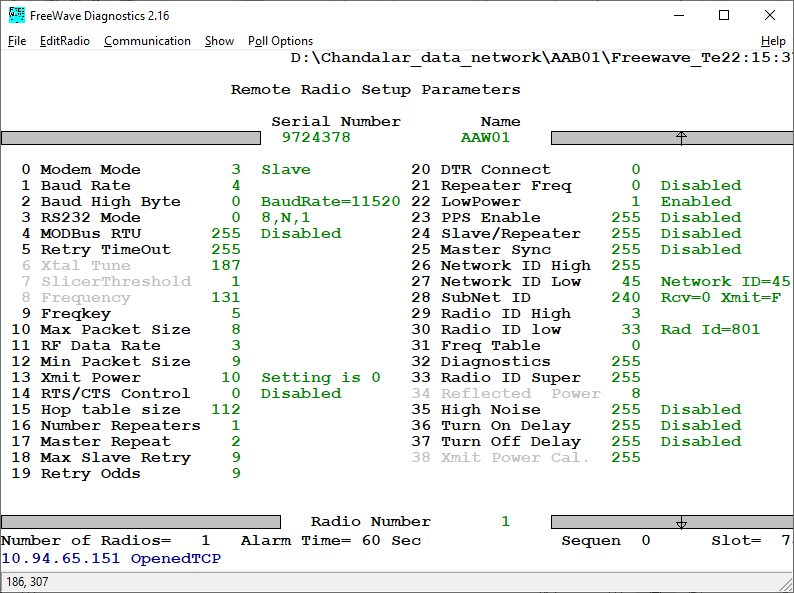 FreeWave Diagnostics 2.16
File EditRadio Communication Show Poll Options Help
D:\Chandalar_data_network\AAB01\Freewave_Te22:15:37
Remote Radio Setup Parameters
Serial Number Name
9724378 AAW01
0 Modem Mode 3 Slave 20 DTR Connect 0
1 Baud Rate 4 21 Repeater Freq 0 Disabled
2 Baud High Byte 0 BaudRate=11520 22 LowPower 1 Enabled
3 RS232 Mode 0 8,N,1 23 PPS Enable 255 Disabled
4 MODBus RTU 255 Disabled 24 Slave/Repeater 255 Disabled
5 Retry TimeOut 255 25 Master Sync 255 Disabled
6 Xtal Tune 187 26 Network ID High 255
7 SlicerThreshold 1 27 Network ID Low 45 Network ID=45
8 Frequency 131 28 SubNet ID 240 Rcv=0 Xmit=F
9 Freqkey 5 29 Radio ID High 3
10 Max Packet Size 8 30 Radio ID low 33 Rad Id=801
11 RF Data Rate 3 31 Freq Table 0
12 Min Packet Size 9 32 Diagnostics 255
13 Xmit Power 10 Setting is 0 33 Radio ID Super 255
14 RTS/CTS Control 0 Disabled 34 Reflected Power 8
15 Hop table size 112 35 High Noise 255 Disabled
16 Number Repeaters 1 36 Turn On Delay 255 Disabled
17 Master Repeat 2 37 Turn Off Delay 255 Disabled
18 Max Slave Retry 9 38 Xmit Power Cal. 255
19 Retry Odds 9
Radio Number 1
Number of Radios= 1 Alarm Time= 60 Sec Sequen 0 Slot=
10.94.65.151 OpenedTCP
186, 307